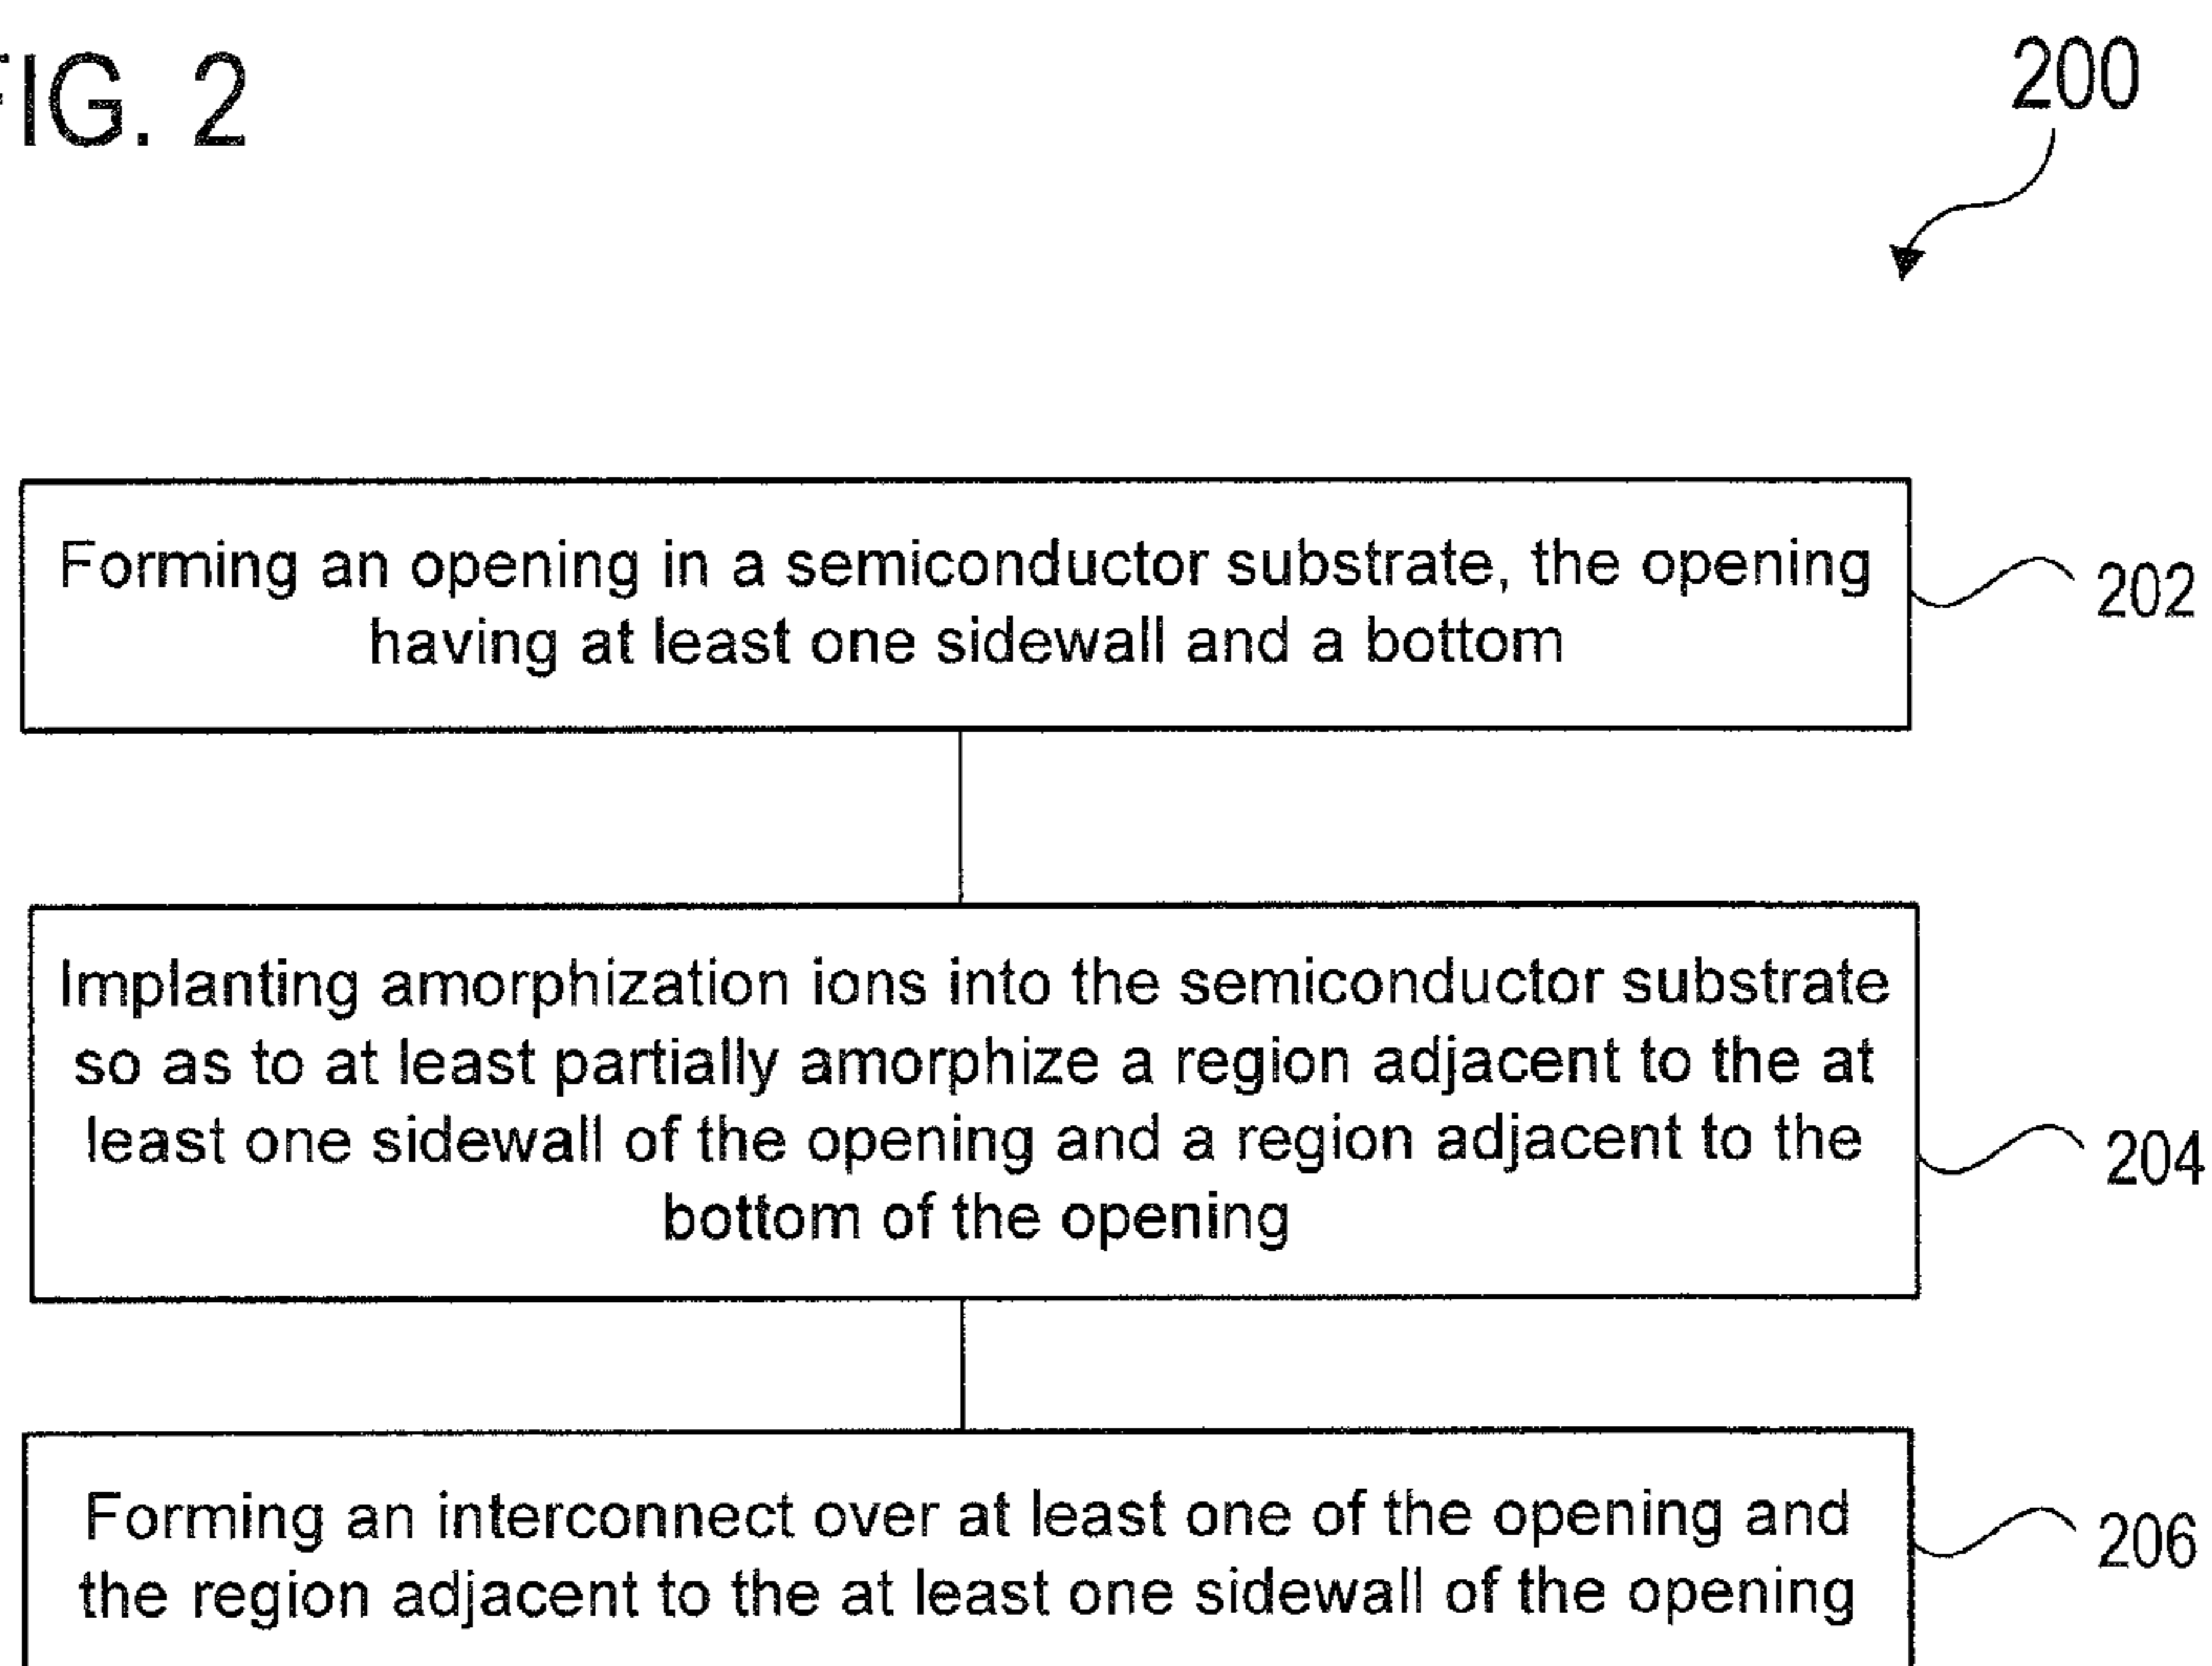 FIG. 2
200
Forming an opening in a semiconductor substrate, the opening
having at least one sidewall and a bottom
202
Implanting amorphization ions into the semiconductor substrate
so as to at least partially amorphize a region adjacent to the at
least one sidewall of the opening and a region adjacent to the
bottom of the opening
204
Forming an interconnect over at least one of the opening and
the region adjacent to the at least one sidewall of the opening
206